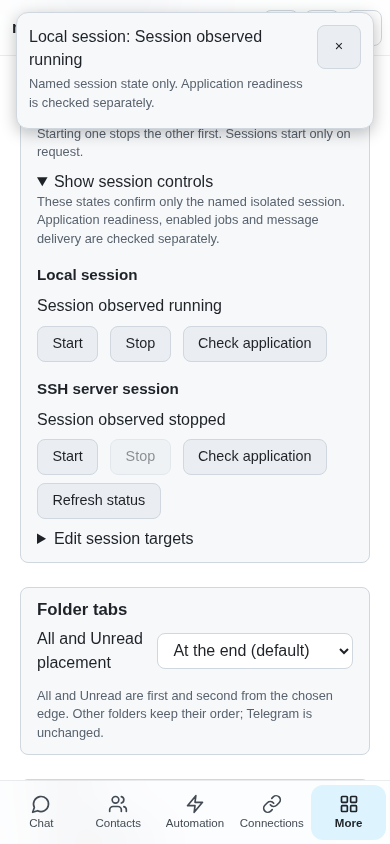 Local session: Session observed
running
×
Named session state only. Application readiness
is checked separately.
Starting one stops the other first. Sessions start only on
request.
▼ Show session controls
These states confirm only the named isolated session.
Application readiness, enabled jobs and message
delivery are checked separately.
Local session
Session observed running
Start Stop Check application
SSH server session
Session observed stopped
Start Stop Check application
Refresh status
▶ Edit session targets
Folder tabs
All and Unread
placement
At the end (default)
All and Unread are first and second from the chosen
edge. Other folders keep their order; Telegram is
unchanged.
Chat Contacts Automation Connections More